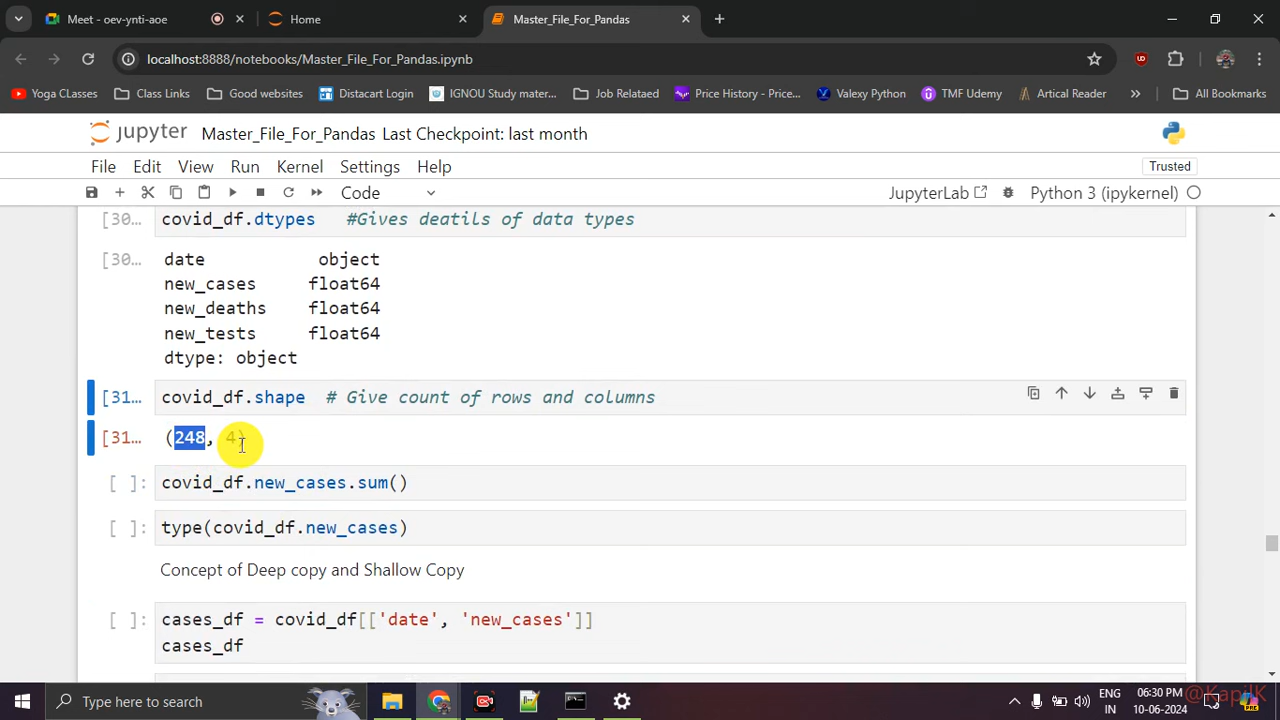 Meet - oev-ynti-aoe
Home
Master_File_For_Pandas
localhost:8888/notebooks/Master_File_For_Pandas.ipynb
Yoga CLasses
Class Links
Good websites
Distacart Login
IGNOU Study mater...
Job Relataed
Price History - Price...
Valexy Python
TMF Udemy
Artical Reader
All Bookmarks
jupyter Master_File_For_Pandas Last Checkpoint: last month
File Edit View Run Kernel Settings Help
Trusted
Code
JupyterLab
Python 3 (ipykernel)
[30... covid_df.dtypes #Gives deatils of data types
[30... date object
new_cases float64
new_deaths float64
new_tests float64
dtype: object
[31... covid_df.shape # Give count of rows and columns
[31... (248, 4)
[ ]: covid_df.new_cases.sum()
[ ]: type(covid_df.new_cases)
Concept of Deep copy and Shallow Copy
[ ]: cases_df = covid_df[['date', 'new_cases']]
cases_df
Type here to search
ENG
IN
06:30 PM
10-06-2024
@KapilK